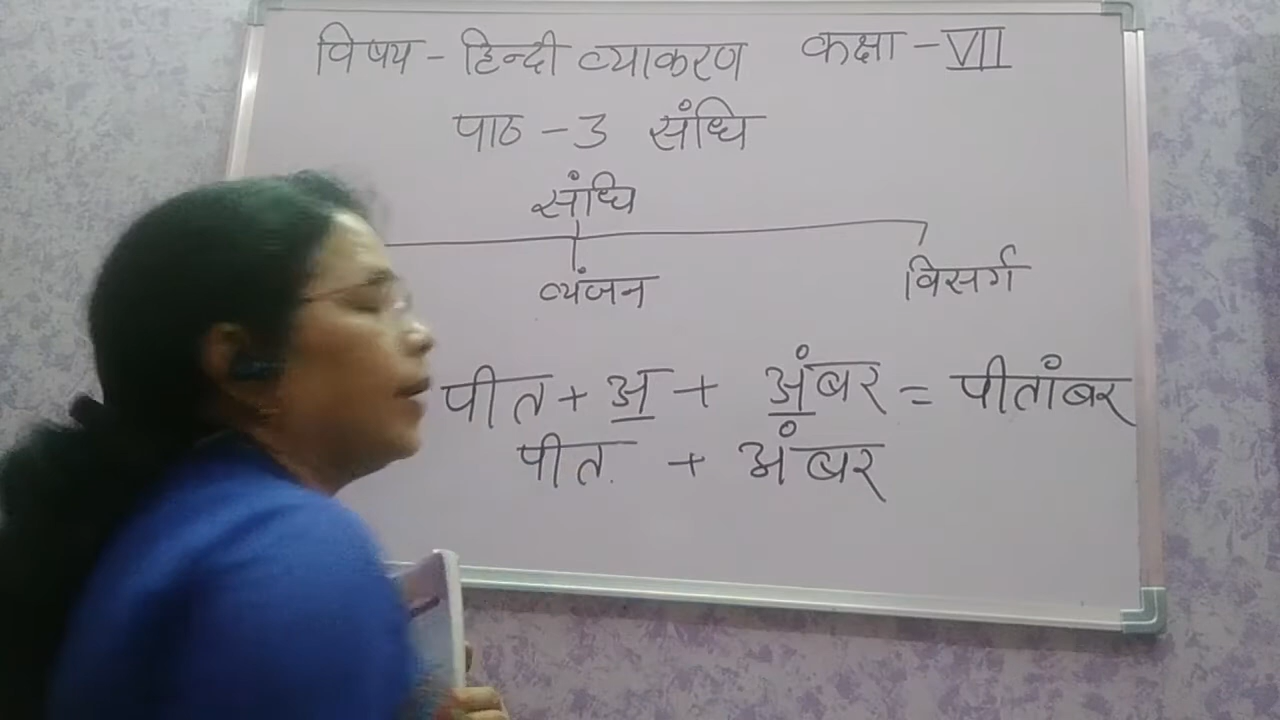 विषय - हिन्दी व्याकरण कक्षा - VII
पाठ - 3 संधि
संधि
व्यंजन विसर्ग
पीत + अ + अंबर = पीतांबर
पीत + अंबर